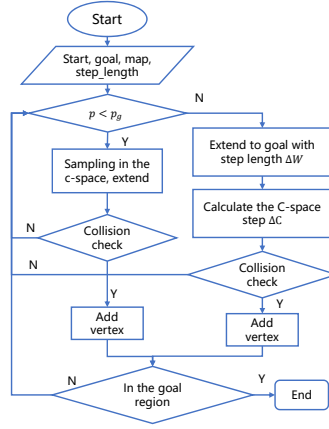 Start
Start, goal, map,
step_length
p < p_g
N
Y
Sampling in the
c-space, extend
Extend to goal with
step length ΔW
Calculate the C-space
step ΔC
N
Collision
check
N
Collision
check
Y
Y
Add
vertex
Add
vertex
N
In the goal
region
Y
End